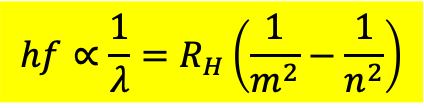 hf ∝ 1/λ = R_H (1/m² − 1/n²)